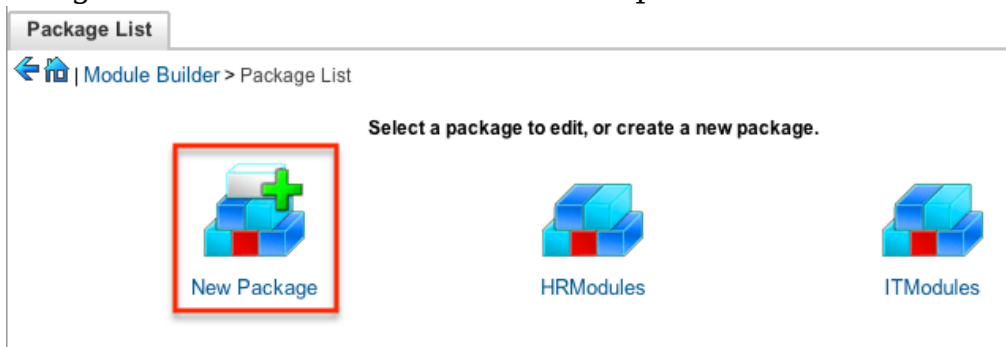 Package List
| Module Builder > Package List
Select a package to edit, or create a new package.
New Package
HRModules
ITModules